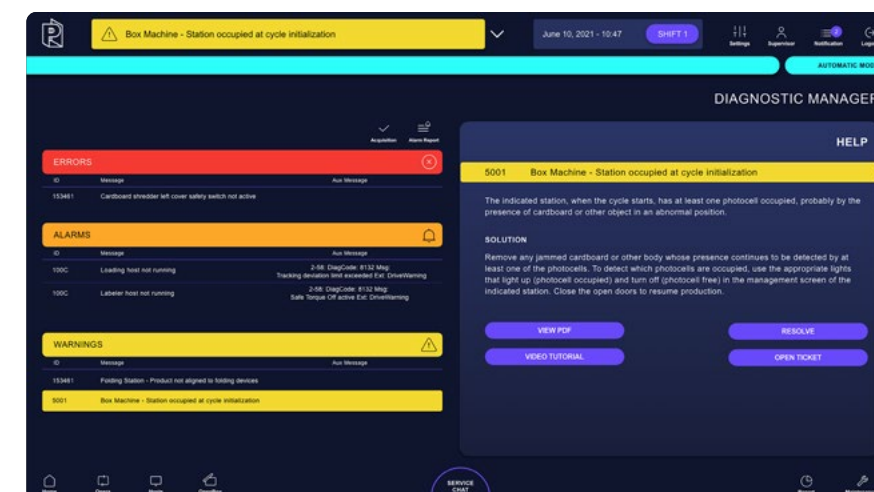 Box Machine - Station occupied at cycle initialization
June 10, 2021 - 10:47
SHIFT 1
Settings
Supervisor
Notification
Logo
AUTOMATIC MOD
DIAGNOSTIC MANAGER
Acquisition
Alarm Report
ERRORS
ID Message Aux Message
153461 Cardboard shredder left cover safety switch not active
ALARMS
ID Message Aux Message
100C Loading host not running 2-58: DiagCode: 8132 Msg:
Tracking deviation limit exceeded Ext: DriveWarning
100C Labeler host not running 2-58: DiagCode: 8132 Msg:
Safe Torque Off active Ext: DriveWarning
WARNINGS
ID Message Aux Message
153461 Folding Station - Product not aligned to folding devices
5001 Box Machine - Station occupied at cycle initialization
HELP
5001 Box Machine - Station occupied at cycle initialization
The indicated station, when the cycle starts, has at least one photocell occupied, probably by the
presence of cardboard or other object in an abnormal position.
SOLUTION
Remove any jammed cardboard or other body whose presence continues to be detected by at
least one of the photocells. To detect which photocells are occupied, use the appropriate lights
that light up (photocell occupied) and turn off (photocell free) in the management screen of the
indicated station. Close the open doors to resume production.
VIEW PDF
RESOLVE
VIDEO TUTORIAL
OPEN TICKET
SERVICE
CHAT